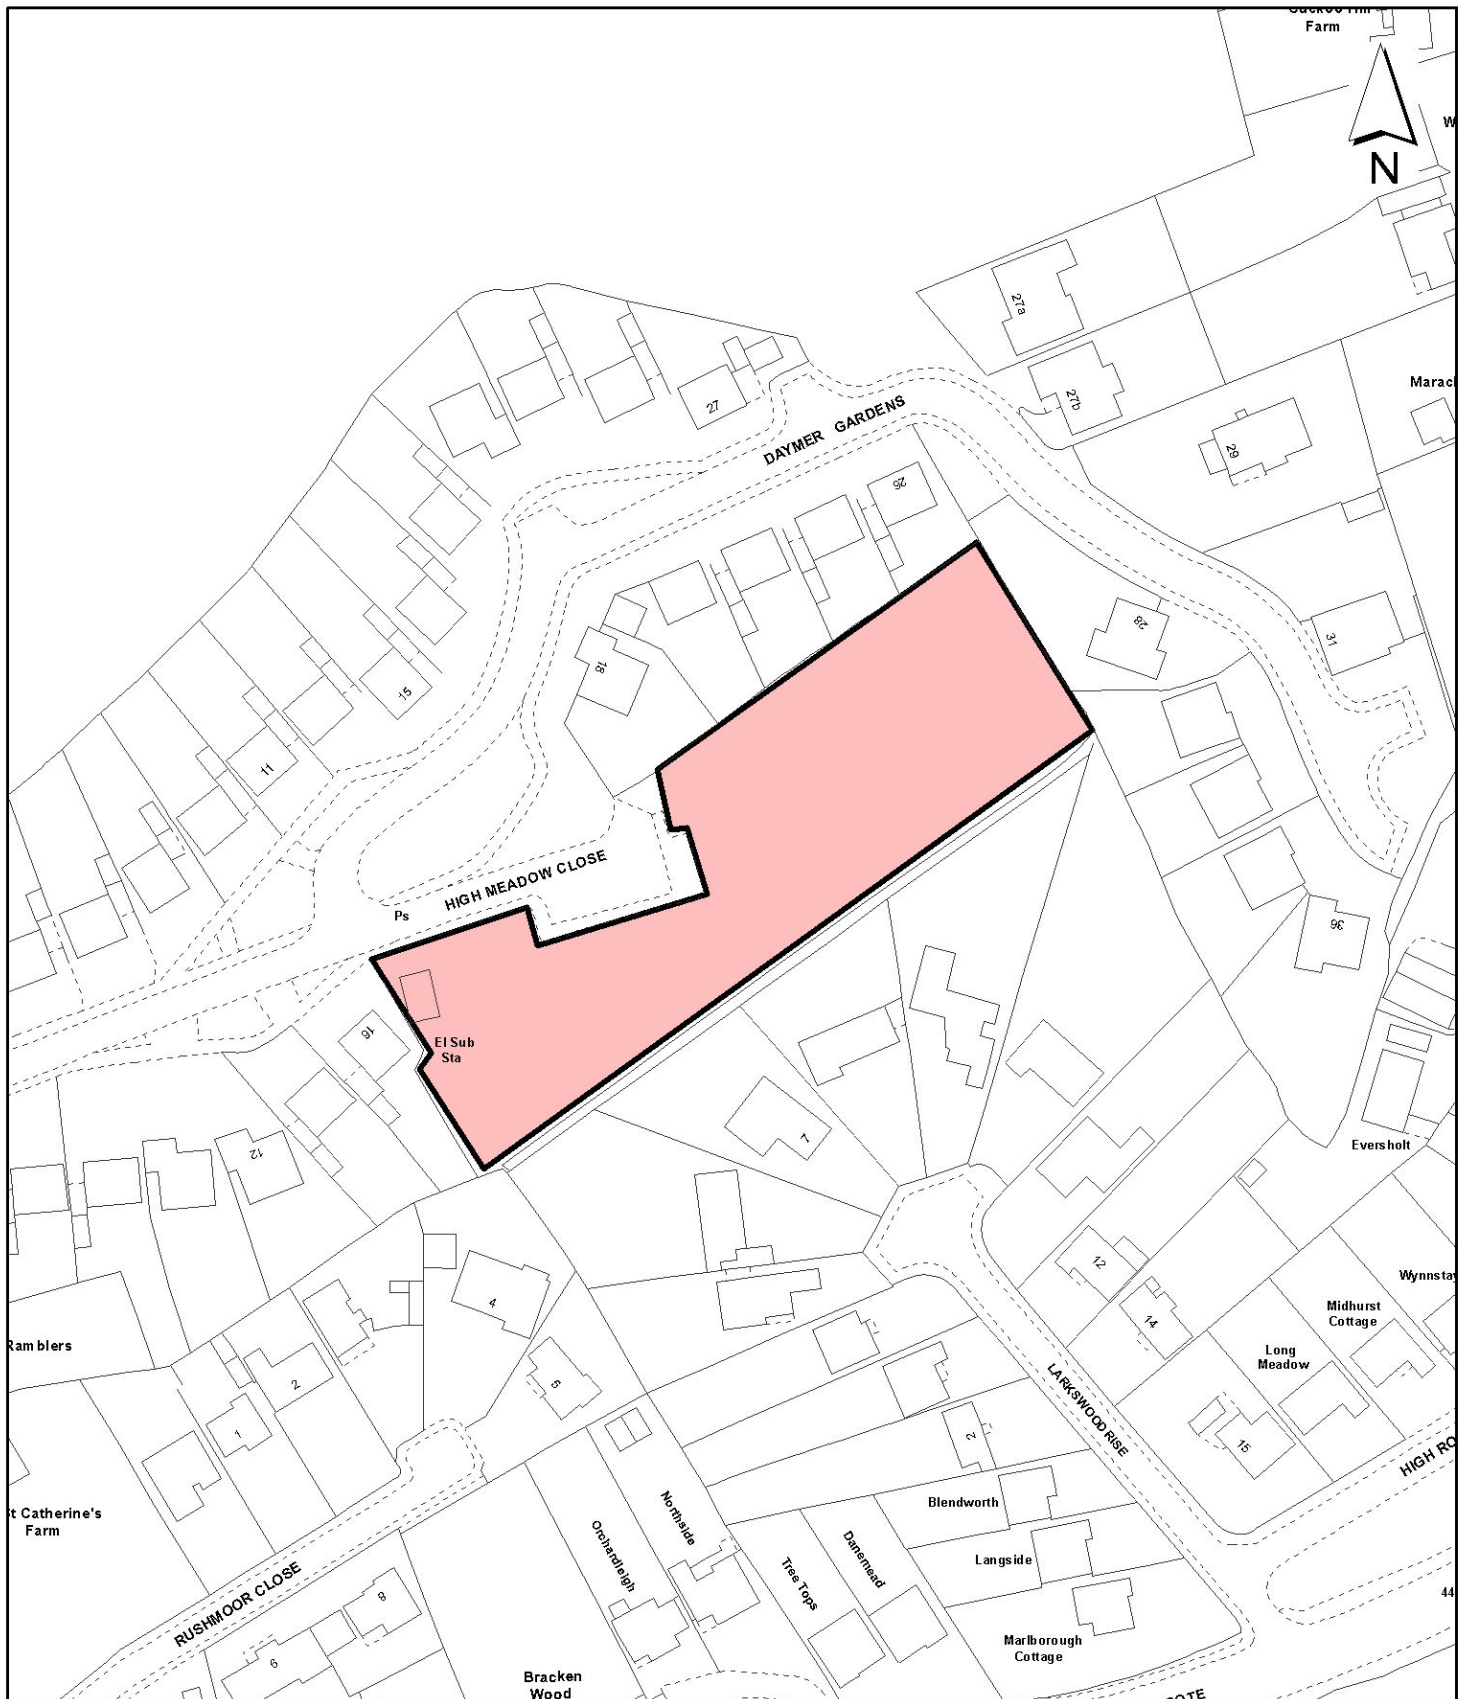 Farm
N
27a
27b
27
DAYMER GARDENS
29
26
28
31
18
15
11
HIGH MEADOW CLOSE
Ps
36
16
El Sub
Sta
7
12
Eversholt
4
12
14
Wynnstay
Midhurst
Cottage
Long
Meadow
Ramblers
2
1
5
LARKSWOOD RISE
2
15
HIGH RO
Blendworth
St Catherine's
Farm
Northside
Orchardleigh
Danemead
Tree Tops
Langside
RUSHMOOR CLOSE
8
6
44
Marlborough
Cottage
Bracken
Wood